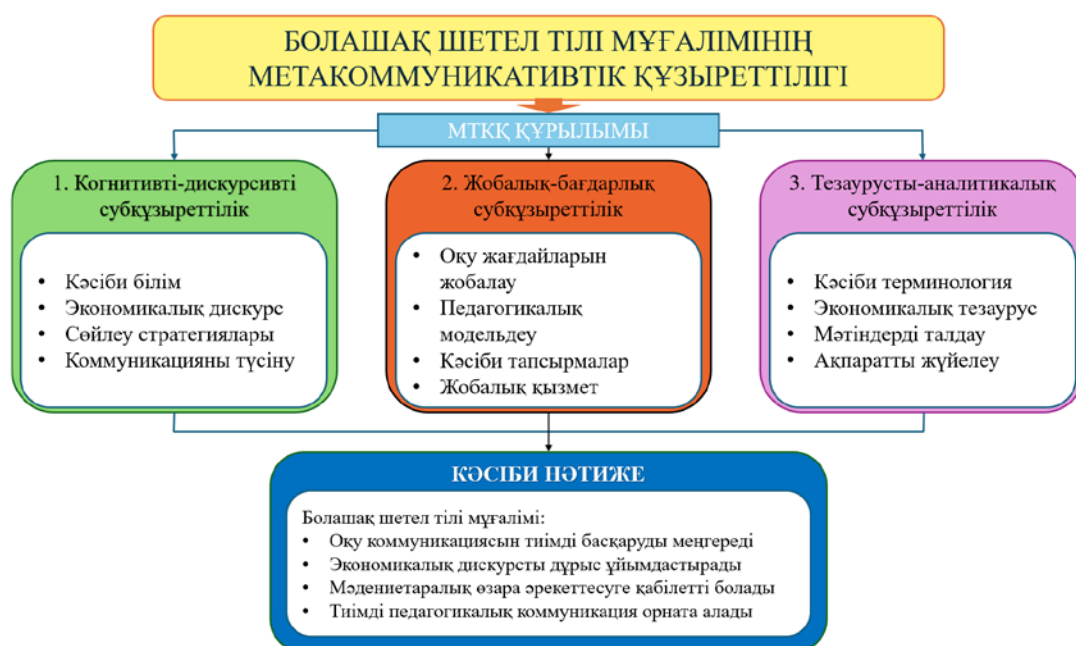 БОЛАШАҚ ШЕТЕЛ ТІЛІ МҰҒАЛІМІНІҢ
МЕТАКОММУНИКАТИВТІК ҚҰЗЫРЕТТІЛІГІ
МТКҚ ҚҰРЫЛЫМЫ
1. Когнитивті-дискурсивті
субқұзыреттілік
• Кәсіби білім
• Экономикалық дискурс
• Сөйлеу стратегиялары
• Коммуникацияны түсіну
2. Жобалық-бағдарлық
субқұзыреттілік
• Оқу жағдайларын
жобалау
• Педагогикалық
модельдеу
• Кәсіби тапсырмалар
• Жобалық қызмет
3. Тезаурусты-аналитикалық
субқұзыреттілік
• Кәсіби терминология
• Экономикалық тезаурус
• Мәтіндерді талдау
• Ақпаратты жүйелеу
КӘСІБИ НӘТИЖЕ
Болашақ шетел тілі мұғалімі:
• Оқу коммуникациясын тиімді басқаруды меңгереді
• Экономикалық дискурсты дұрыс ұйымдастырады
• Мәдениетаралық өзара әрекеттесуге қабілетті болады
• Тиімді педагогикалық коммуникация орната алады